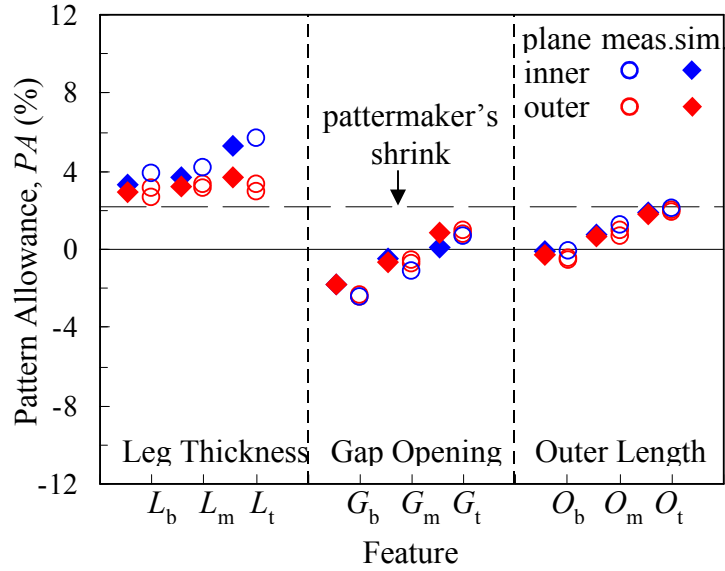 12
8
4
0
-4
-8
-12
Pattern Allowance, PA (%)
plane meas. sim.
inner
outer
pattermaker’s
shrink
Leg Thickness
Gap Opening
Outer Length
Lb Lm Lt
Gb Gm Gt
Ob Om Ot
Feature